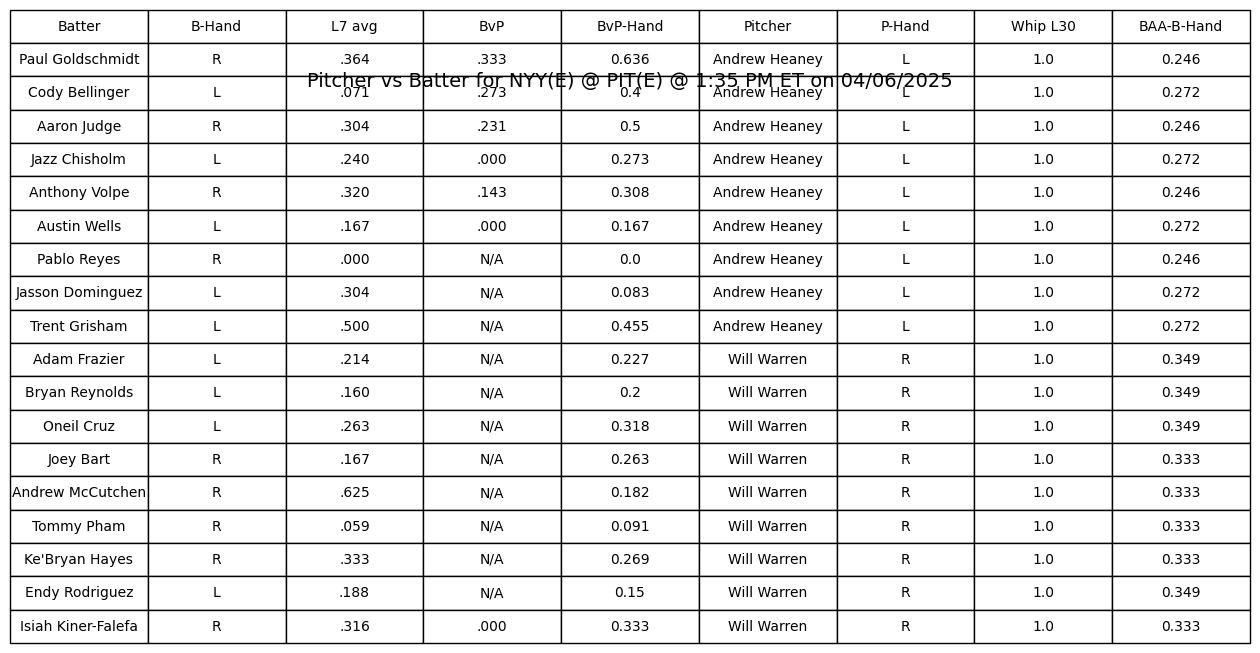 Batter B-Hand L7 avg BvP BvP-Hand Pitcher P-Hand Whip L30 BAA-B-Hand
Paul Goldschmidt R .364 .333 0.636 Andrew Heaney L 1.0 0.246
Pitcher vs Batter for NYY(E) @ PIT(E) @ 1:35 PM ET on 04/06/2025
Cody Bellinger L .071 .273 0.4 Andrew Heaney L 1.0 0.272
Aaron Judge R .304 .231 0.5 Andrew Heaney L 1.0 0.246
Jazz Chisholm L .240 .000 0.273 Andrew Heaney L 1.0 0.272
Anthony Volpe R .320 .143 0.308 Andrew Heaney L 1.0 0.246
Austin Wells L .167 .000 0.167 Andrew Heaney L 1.0 0.272
Pablo Reyes R .000 N/A 0.0 Andrew Heaney L 1.0 0.246
Jasson Dominguez L .304 N/A 0.083 Andrew Heaney L 1.0 0.272
Trent Grisham L .500 N/A 0.455 Andrew Heaney L 1.0 0.272
Adam Frazier L .214 N/A 0.227 Will Warren R 1.0 0.349
Bryan Reynolds L .160 N/A 0.2 Will Warren R 1.0 0.349
Oneil Cruz L .263 N/A 0.318 Will Warren R 1.0 0.349
Joey Bart R .167 N/A 0.263 Will Warren R 1.0 0.333
Andrew McCutchen R .625 N/A 0.182 Will Warren R 1.0 0.333
Tommy Pham R .059 N/A 0.091 Will Warren R 1.0 0.333
Ke'Bryan Hayes R .333 N/A 0.269 Will Warren R 1.0 0.333
Endy Rodriguez L .188 N/A 0.15 Will Warren R 1.0 0.349
Isiah Kiner-Falefa R .316 .000 0.333 Will Warren R 1.0 0.333